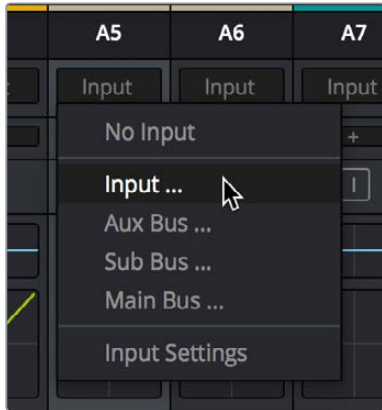 A5 A6 A7
Input Input Input
No Input
+
Input ...
I
Aux Bus ...
Sub Bus ...
Main Bus ...
Input Settings